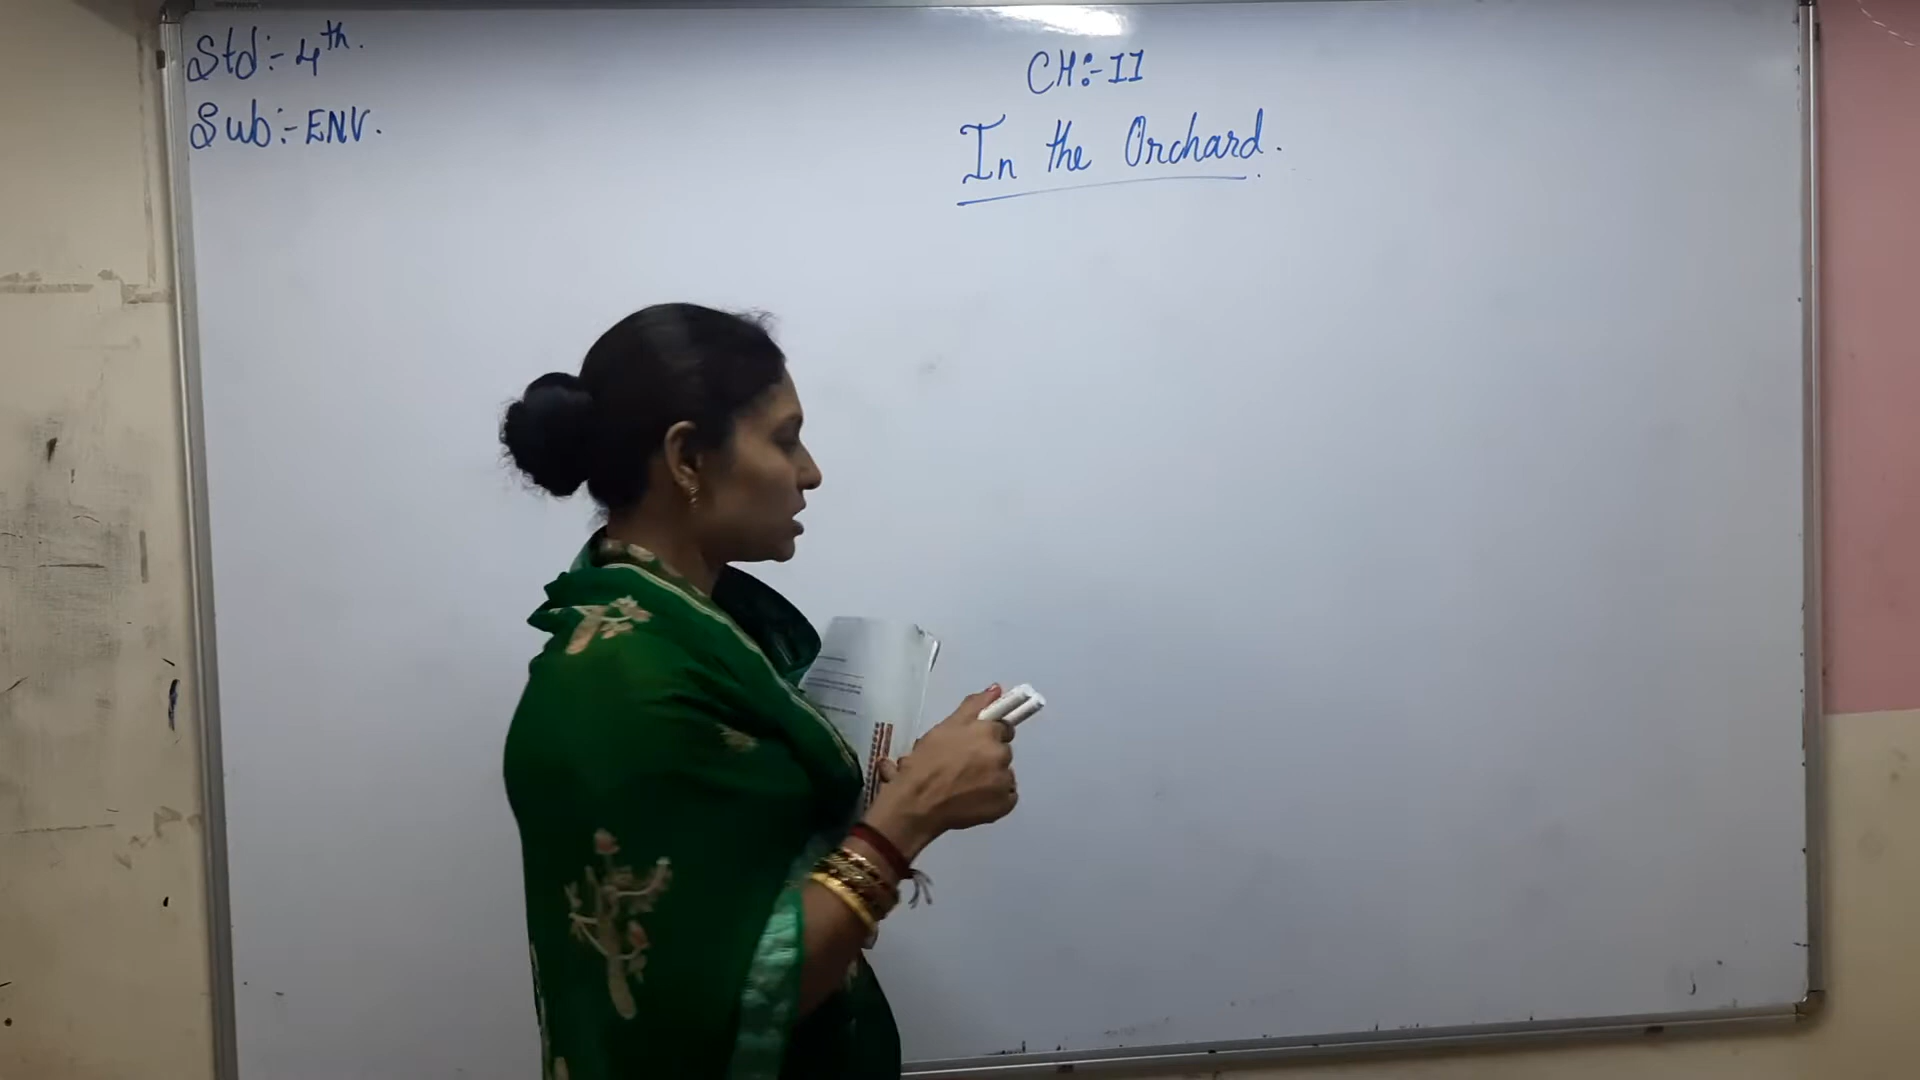 Std:- 4th.
Sub:- ENV.
CH:- 11
In the Orchard.